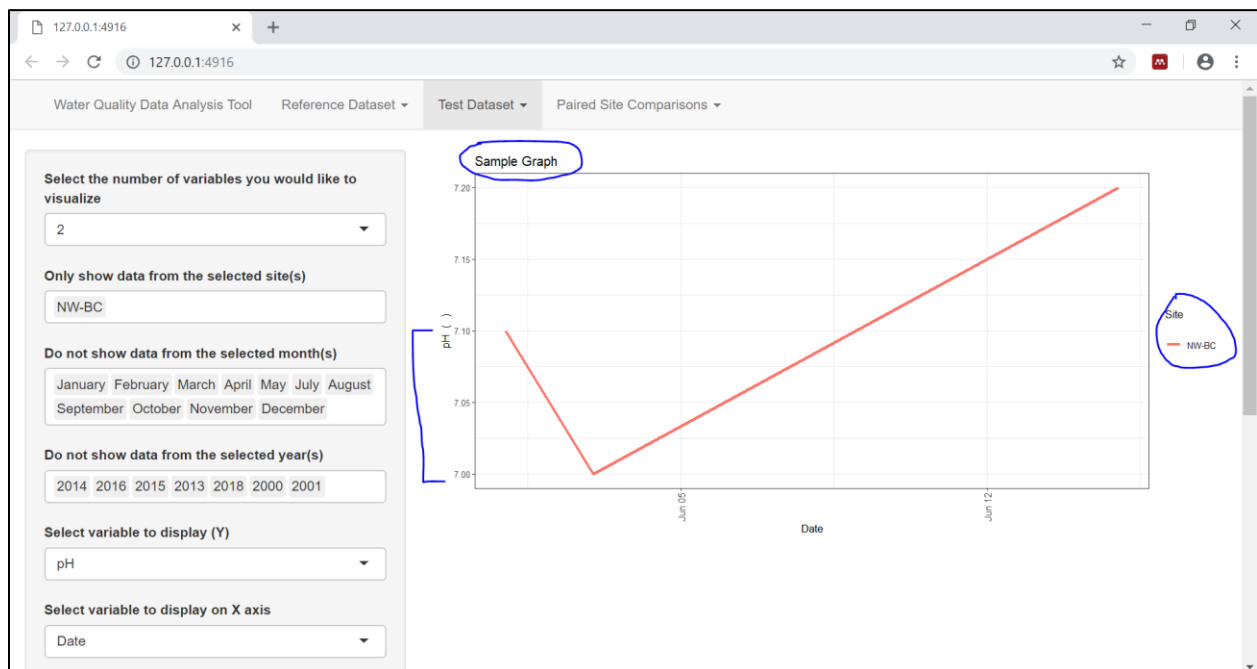 127.0.0.1:4916
127.0.0.1:4916
Water Quality Data Analysis Tool Reference Dataset Test Dataset Paired Site Comparisons
Select the number of variables you would like to
visualize
2
Only show data from the selected site(s)
NW-BC
Do not show data from the selected month(s)
January February March April May July August
September October November December
Do not show data from the selected year(s)
2014 2016 2015 2013 2018 2000 2001
Select variable to display (Y)
pH
Select variable to display on X axis
Date
Sample Graph
7.20
7.15
7.10
7.05
7.00
pH ( )
Jun 05
Jun 12
Date
Site
NW-BC